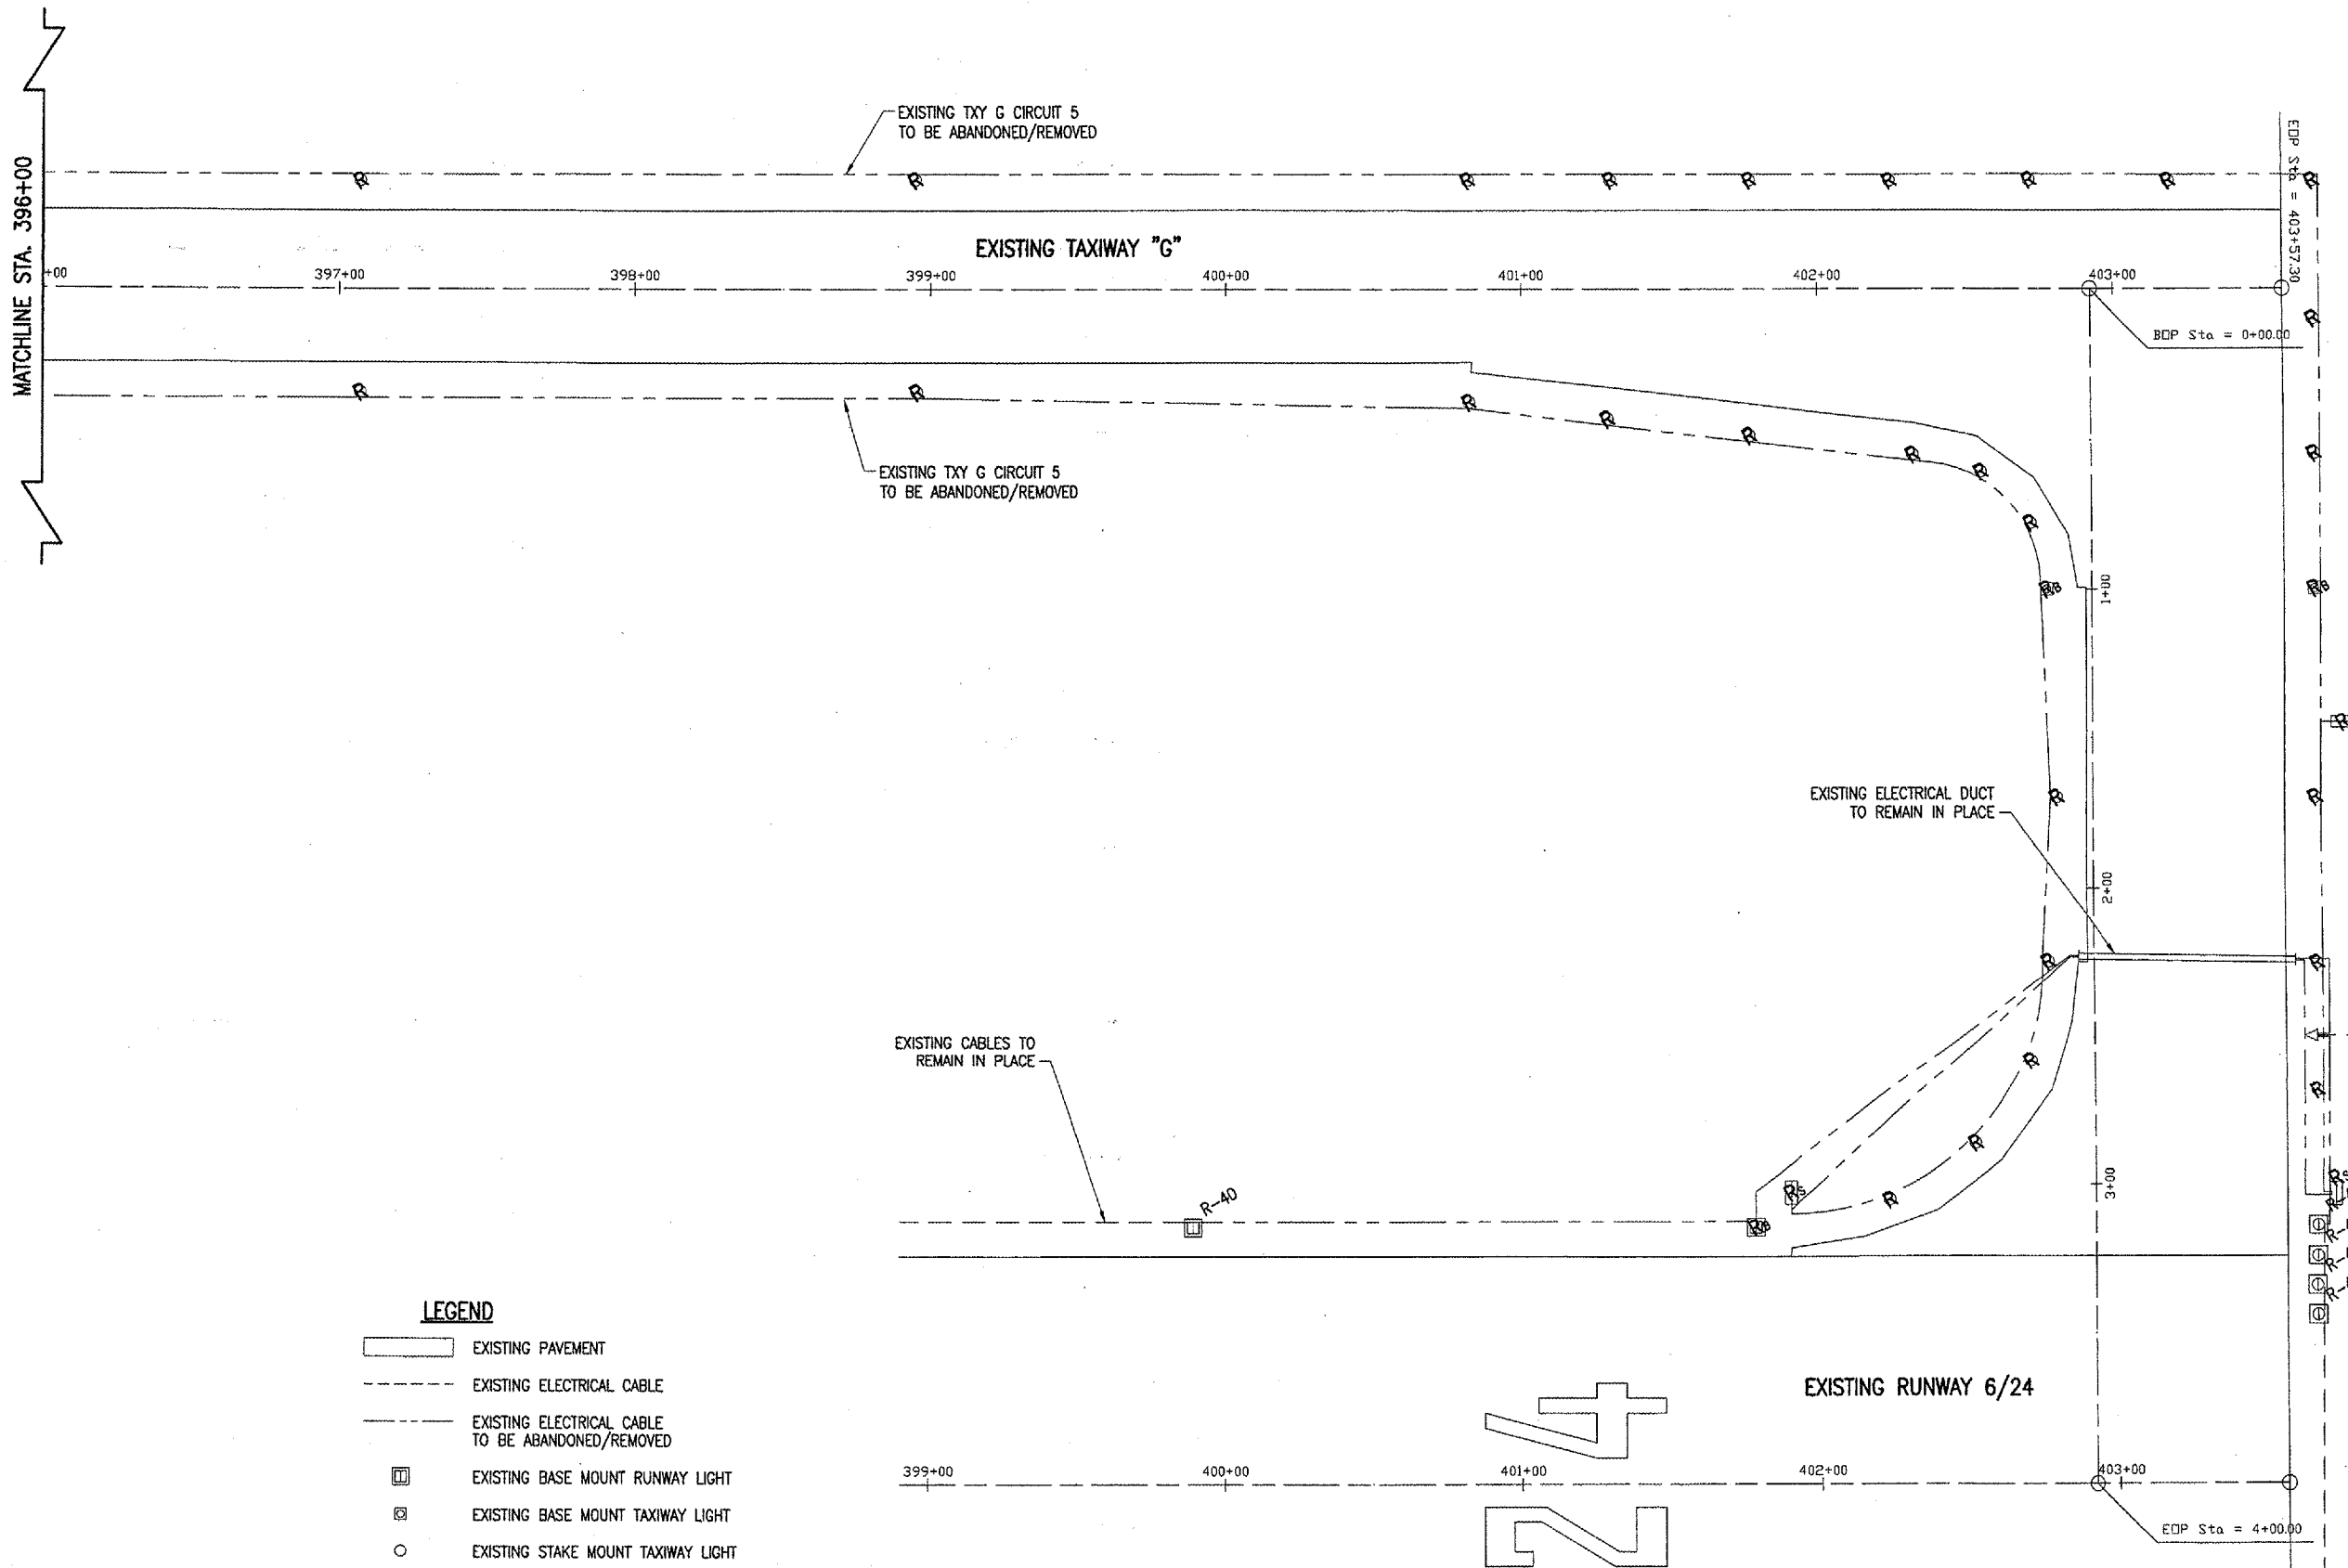 EXISTING TXY G CIRCUIT 5
TO BE ABANDONED/REMOVED
MATCHLINE STA. 396+00
EOP Sta = 403+57.30
R
R
R
R
R
R
R
R
R
EXISTING TAXIWAY "G"
+00
397+00
398+00
399+00
400+00
401+00
402+00
403+00
BOP Sta = 0+00.00
R
R
R
R
R
R
R
R
R
R
EXISTING TXY G CIRCUIT 5
TO BE ABANDONED/REMOVED
R
R/B
R/B
1+00
R
EXISTING ELECTRICAL DUCT
TO REMAIN IN PLACE
R
R
2+00
R
R
EXISTING CABLES TO
REMAIN IN PLACE
R
R
R
R
3+00
R-40
EXISTING RUNWAY 6/24
24
399+00
400+00
401+00
402+00
403+00
EOP Sta = 4+00.00
LEGEND
EXISTING PAVEMENT
EXISTING ELECTRICAL CABLE
EXISTING ELECTRICAL CABLE
TO BE ABANDONED/REMOVED
EXISTING BASE MOUNT RUNWAY LIGHT
EXISTING BASE MOUNT TAXIWAY LIGHT
EXISTING STAKE MOUNT TAXIWAY LIGHT